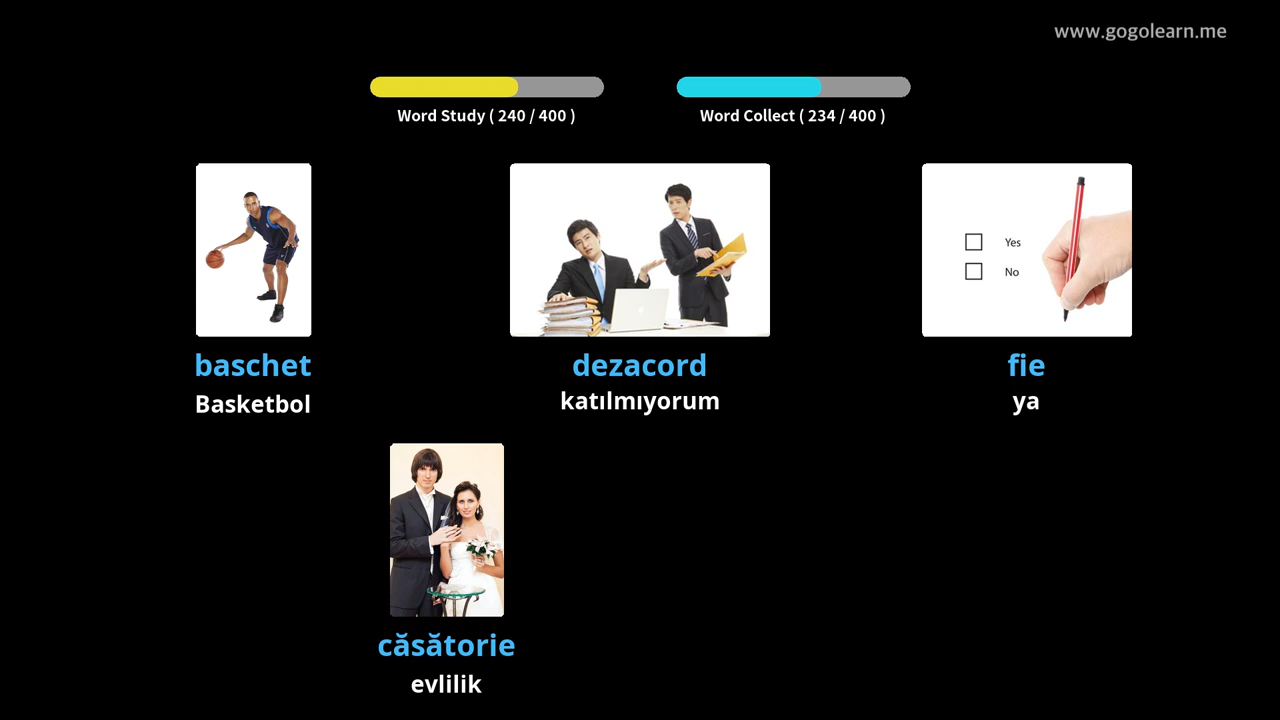 www.gogolearn.me
Word Study ( 240 / 400 )
Word Collect ( 234 / 400 )
Yes
No
baschet
dezacord
fie
Basketbol
katılmıyorum
ya
căsătorie
evlilik